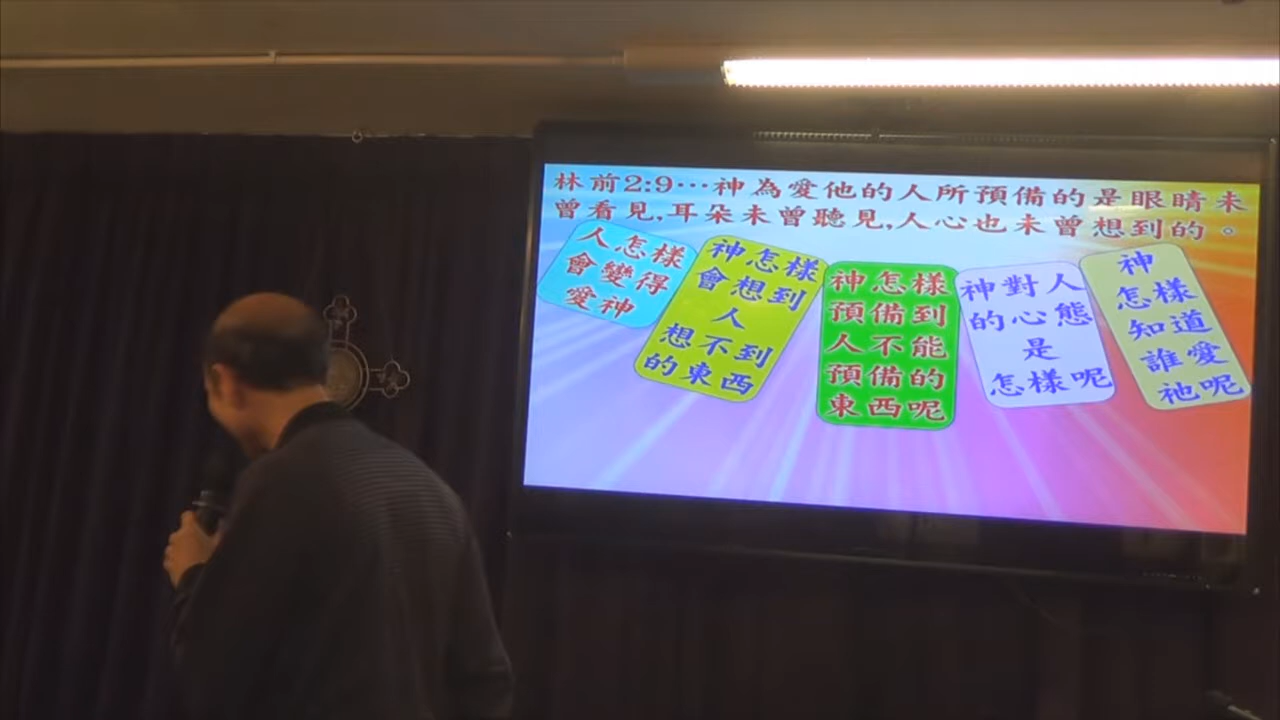 林前2:9…神為愛他的人所預備的是眼睛未
曾看見,耳朵未曾聽見,人心也未曾想到的。
人怎樣
會變得
愛神
神怎樣
會想到
人
想不到
的東西
神怎樣
預備到
人不能
預備的
東西呢
神對人
的心態
是
怎樣呢
神
怎樣
知道
誰愛
祂呢